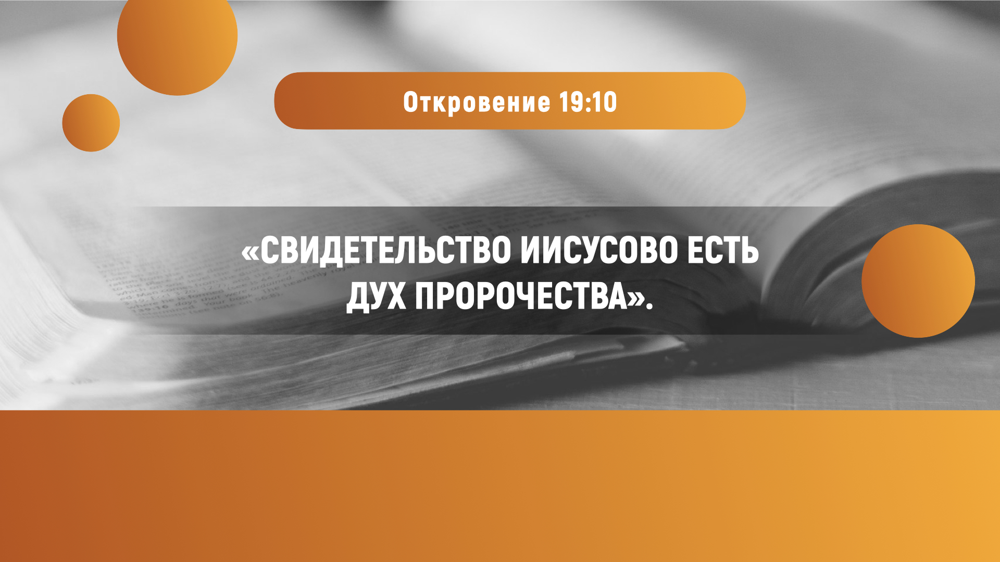 Откровение 19:10
«СВИДЕТЕЛЬСТВО ИИСУСОВО ЕСТЬ
ДУХ ПРОРОЧЕСТВА».